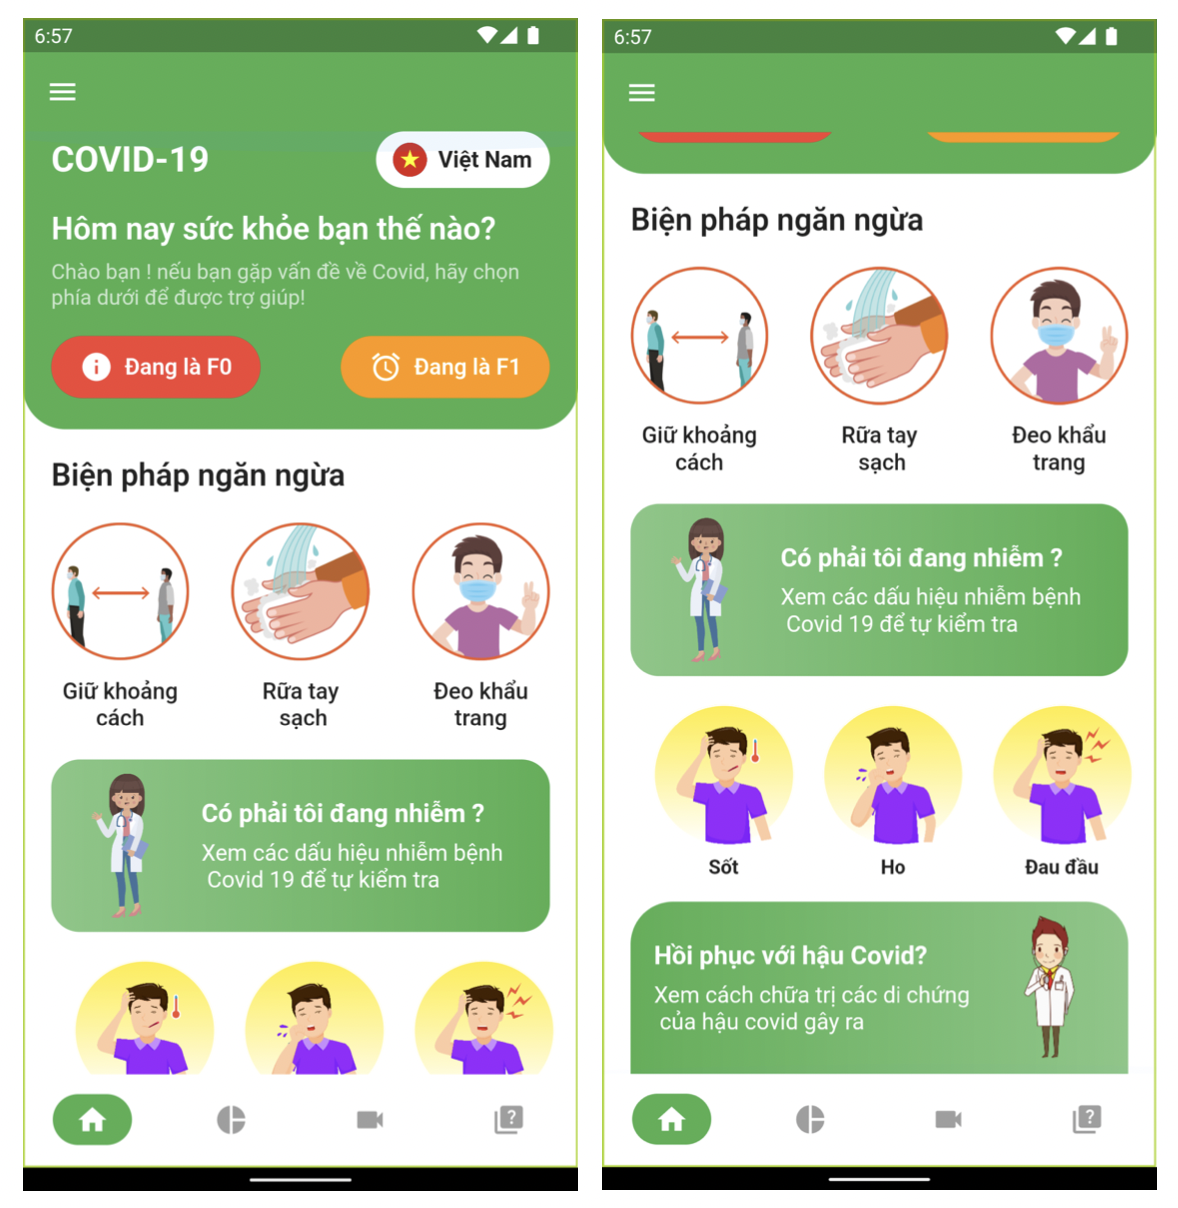 6:57
COVID-19
Việt Nam
Hôm nay sức khỏe bạn thế nào?
Chào bạn ! nếu bạn gặp vấn đề về Covid, hãy chọn
phía dưới để được trợ giúp!
Đang là F0
Đang là F1
Biện pháp ngăn ngừa
Giữ khoảng
cách
Rữa tay
sạch
Đeo khẩu
trang
Có phải tôi đang nhiễm ?
Xem các dấu hiệu nhiễm bệnh
Covid 19 để tự kiểm tra
6:57
Biện pháp ngăn ngừa
Giữ khoảng
cách
Rữa tay
sạch
Đeo khẩu
trang
Có phải tôi đang nhiễm ?
Xem các dấu hiệu nhiễm bệnh
Covid 19 để tự kiểm tra
Sốt
Ho
Đau đầu
Hồi phục với hậu Covid?
Xem cách chữa trị các di chứng
của hậu covid gây ra